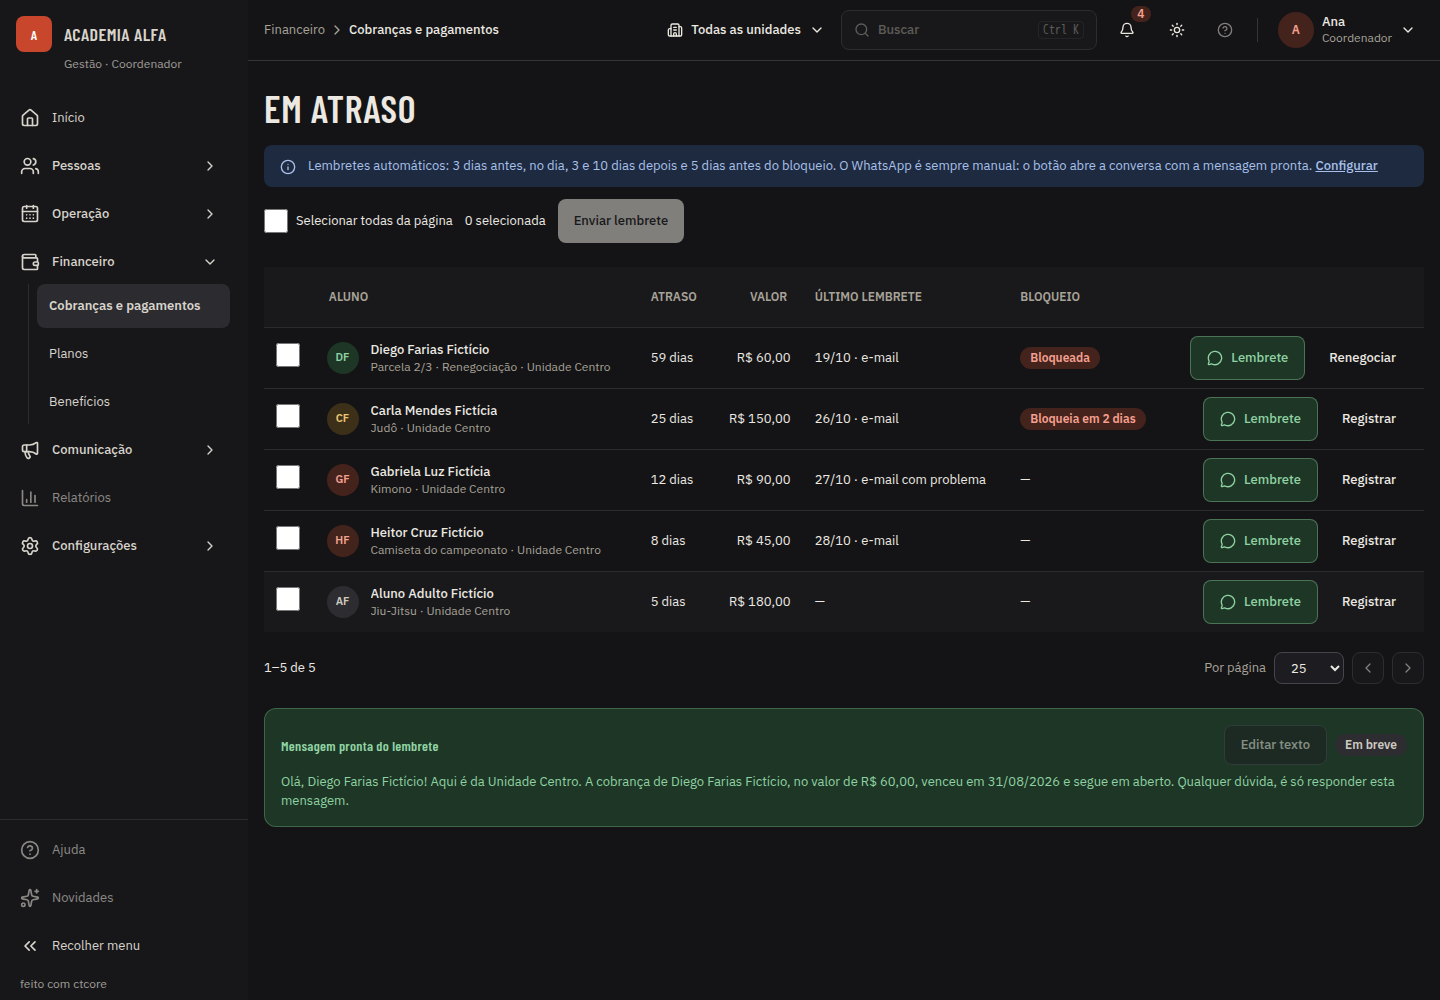 A
ACADEMIA ALFA
Gestão · Coordenador
Início
Pessoas
Operação
Financeiro
Cobranças e pagamentos
Planos
Benefícios
Comunicação
Relatórios
Configurações
Ajuda
Novidades
Recolher menu
feito com ctcore
Financeiro > Cobranças e pagamentos
Todas as unidades
Buscar
Ctrl K
4
A
Ana
Coordenador
EM ATRASO
Lembretes automáticos: 3 dias antes, no dia, 3 e 10 dias depois e 5 dias antes do bloqueio. O WhatsApp é sempre manual: o botão abre a conversa com a mensagem pronta. Configurar
Selecionar todas da página 0 selecionada Enviar lembrete
ALUNO ATRASO VALOR ÚLTIMO LEMBRETE BLOQUEIO
DF Diego Farias Fictício 59 dias R$ 60,00 19/10 · e-mail Bloqueada Lembrete Renegociar
Parcela 2/3 · Renegociação · Unidade Centro
CF Carla Mendes Fictícia 25 dias R$ 150,00 26/10 · e-mail Bloqueia em 2 dias Lembrete Registrar
Judô · Unidade Centro
GF Gabriela Luz Fictícia 12 dias R$ 90,00 27/10 · e-mail com problema — Lembrete Registrar
Kimono · Unidade Centro
HF Heitor Cruz Fictício 8 dias R$ 45,00 28/10 · e-mail — Lembrete Registrar
Camiseta do campeonato · Unidade Centro
AF Aluno Adulto Fictício 5 dias R$ 180,00 — — Lembrete Registrar
Jiu-Jitsu · Unidade Centro
1–5 de 5
Por página 25
Mensagem pronta do lembrete
Editar texto Em breve
Olá, Diego Farias Fictício! Aqui é da Unidade Centro. A cobrança de Diego Farias Fictício, no valor de R$ 60,00, venceu em 31/08/2026 e segue em aberto. Qualquer dúvida, é só responder esta
mensagem.